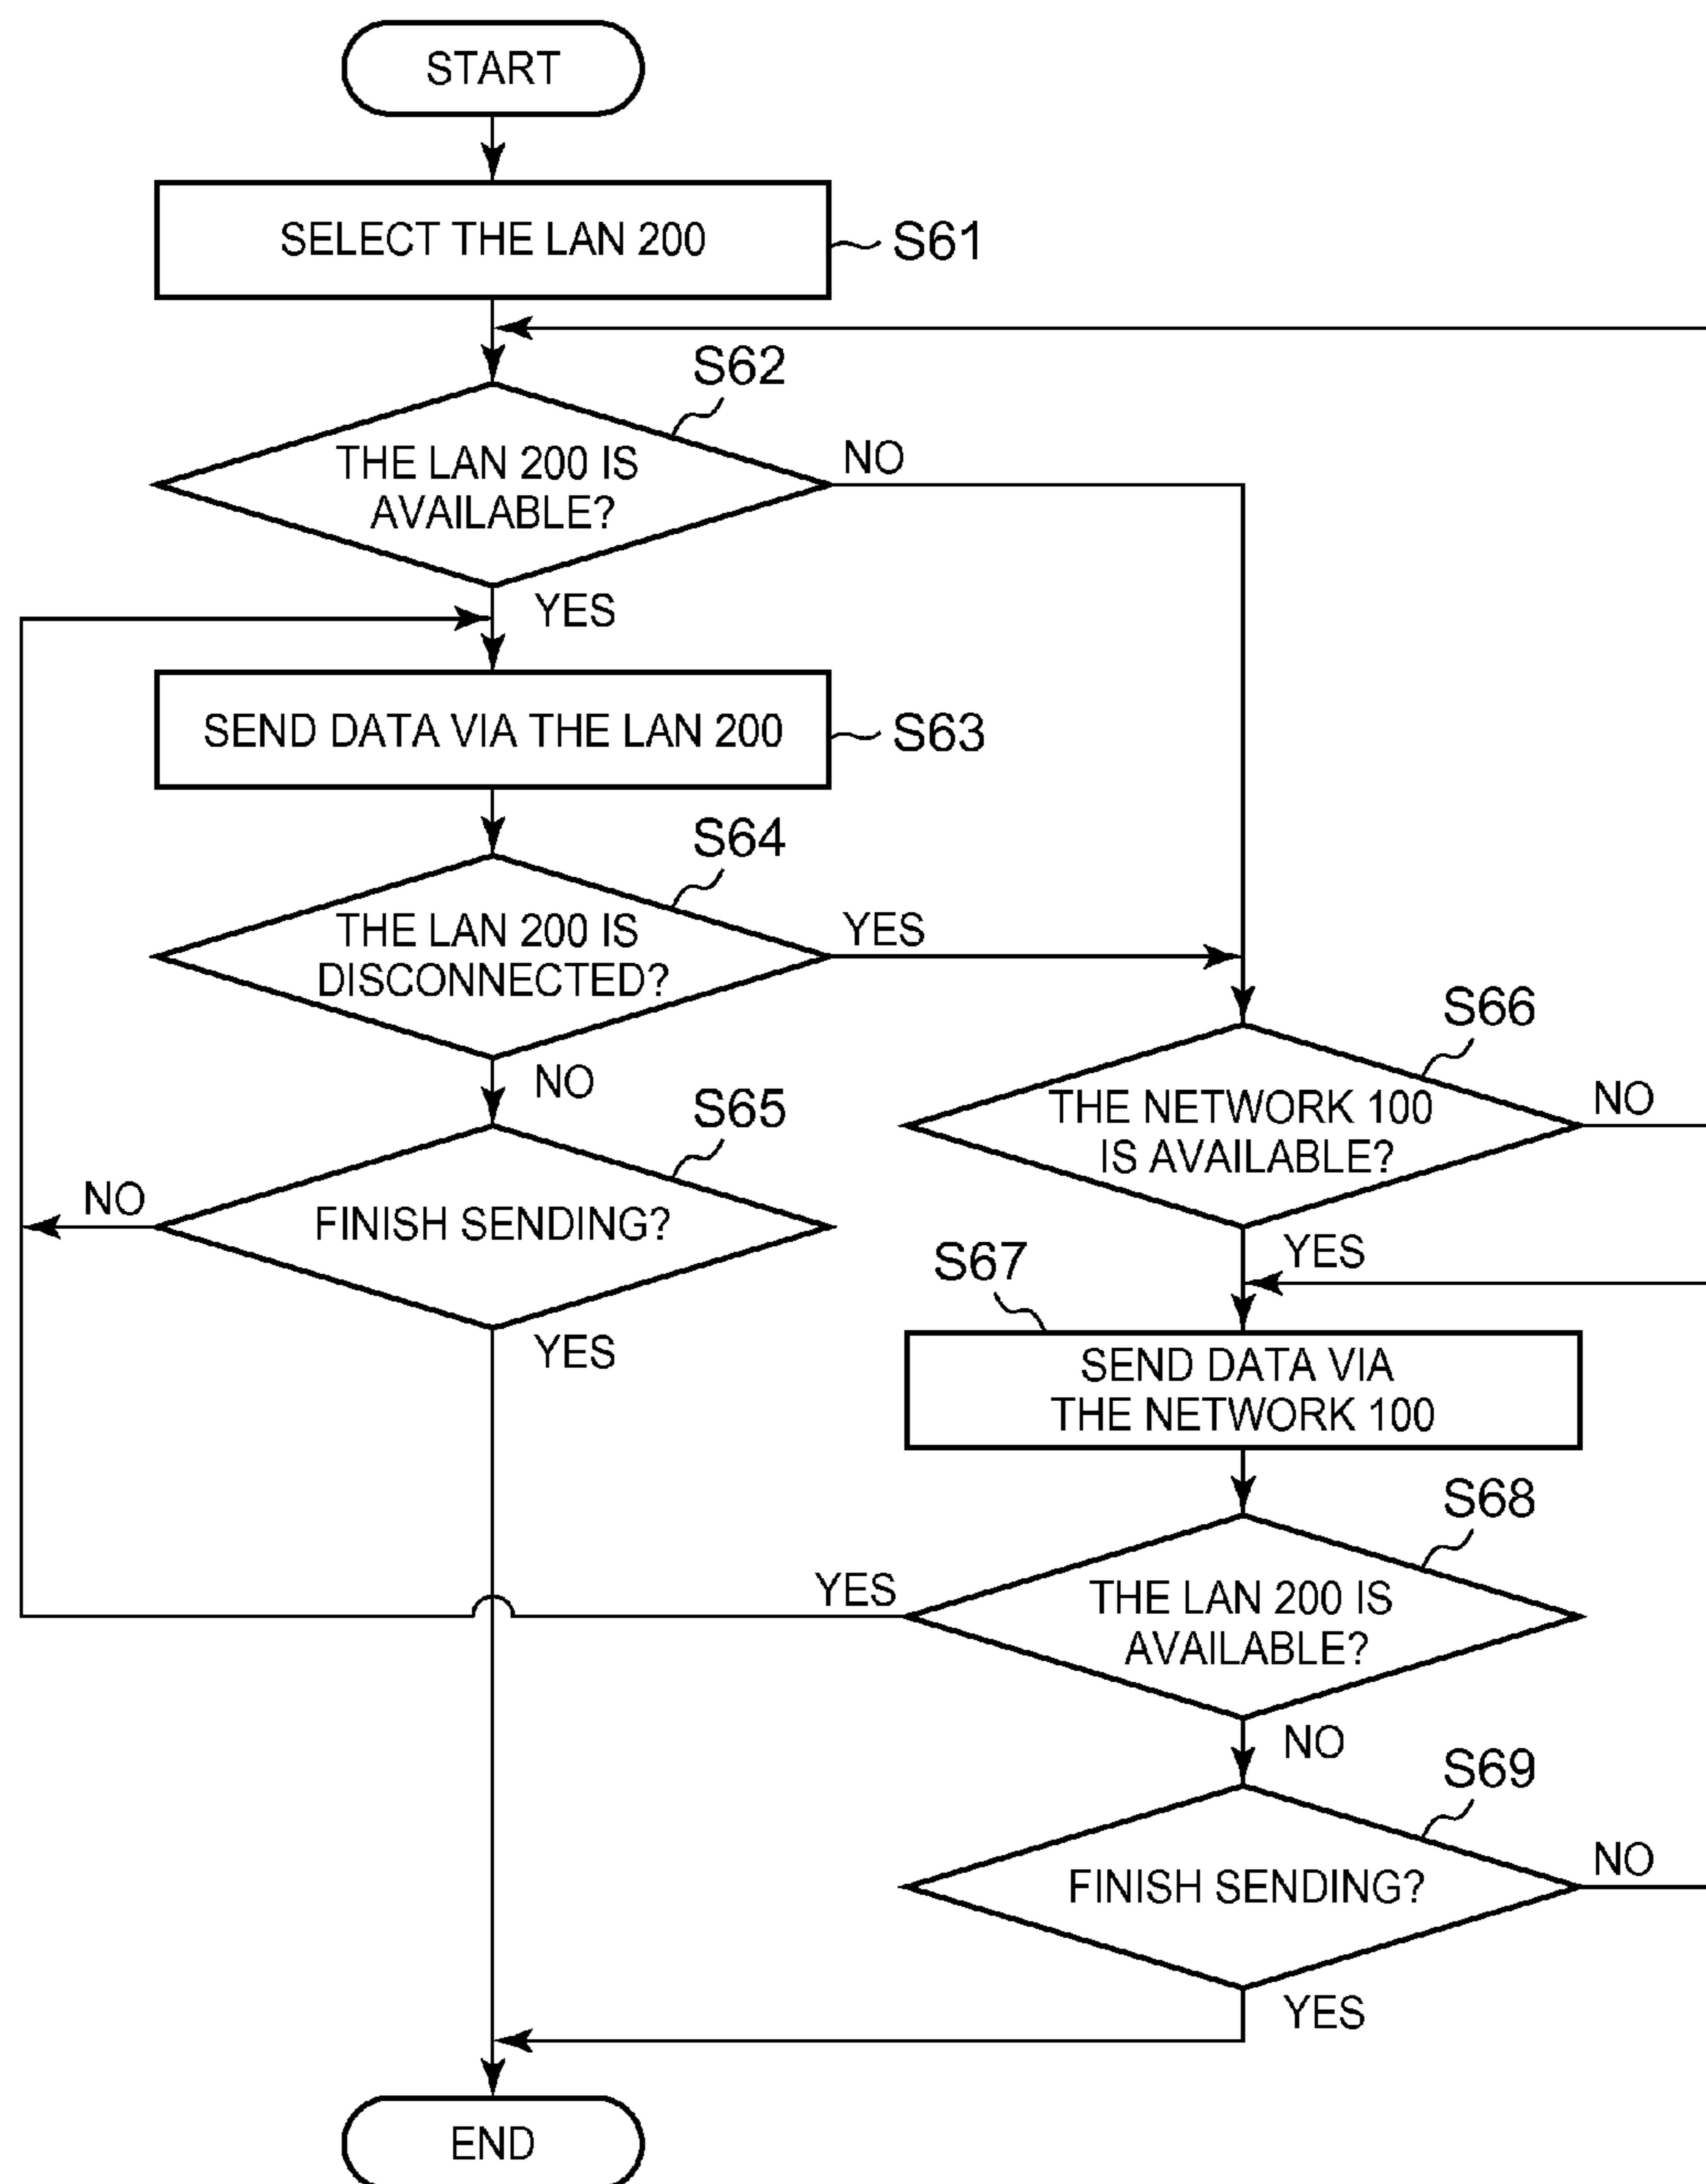 START
SELECT THE LAN 200
S61
S62
THE LAN 200 IS
AVAILABLE?
NO
YES
SEND DATA VIA THE LAN 200
S63
S64
THE LAN 200 IS
DISCONNECTED?
YES
NO
S66
THE NETWORK 100
IS AVAILABLE?
NO
YES
S65
FINISH SENDING?
NO
YES
S67
SEND DATA VIA
THE NETWORK 100
S68
THE LAN 200 IS
AVAILABLE?
YES
NO
S69
FINISH SENDING?
NO
YES
END